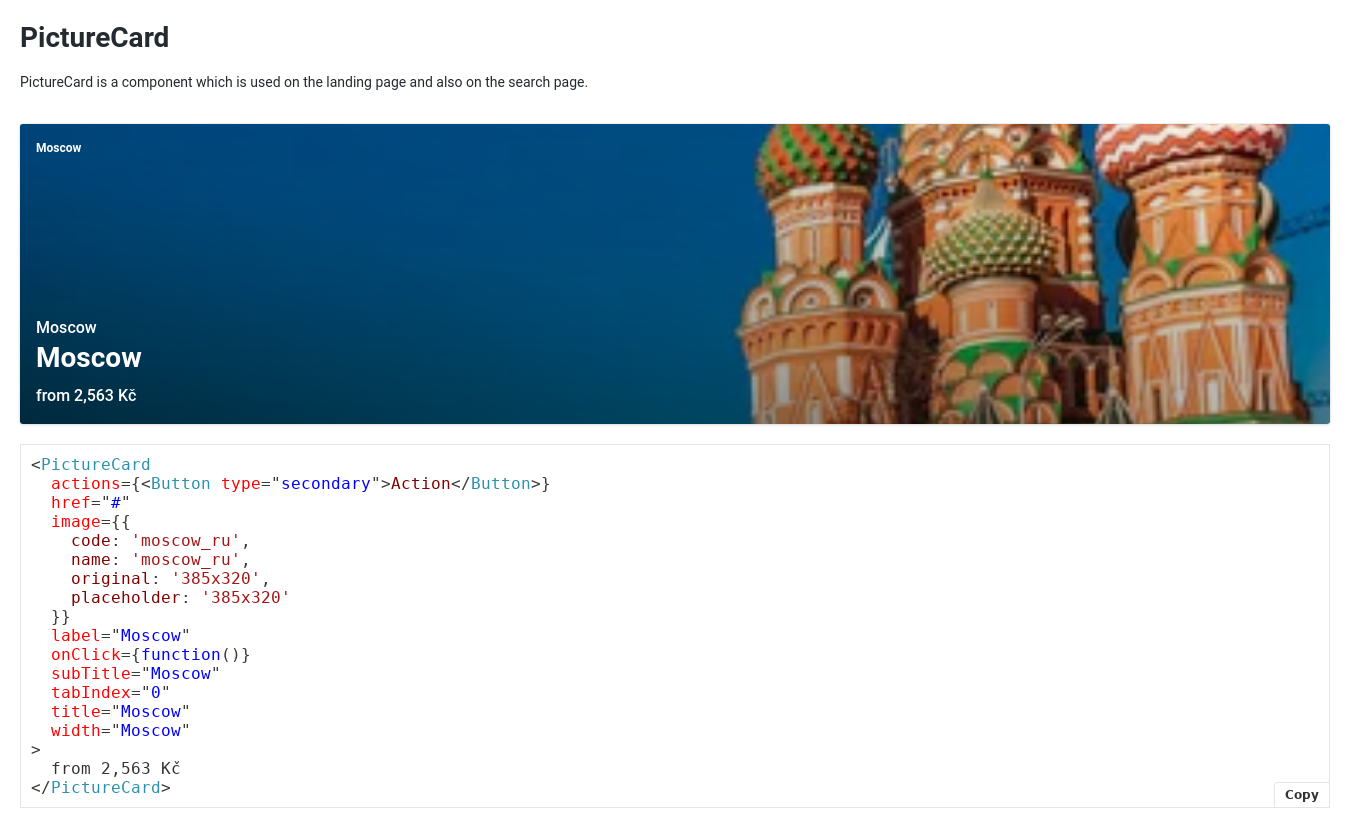 PictureCard
PictureCard is a component which is used on the landing page and also on the search page.
Moscow
Moscow
Moscow
from 2,563 Kč
<PictureCard
  actions={<Button type="secondary">Action</Button>}
  href="#"
  image={{
    code: 'moscow_ru',
    name: 'moscow_ru',
    original: '385x320',
    placeholder: '385x320'
  }}
  label="Moscow"
  onClick={function()}
  subTitle="Moscow"
  tabIndex="0"
  title="Moscow"
  width="Moscow"
>
  from 2,563 Kč
</PictureCard>
Copy